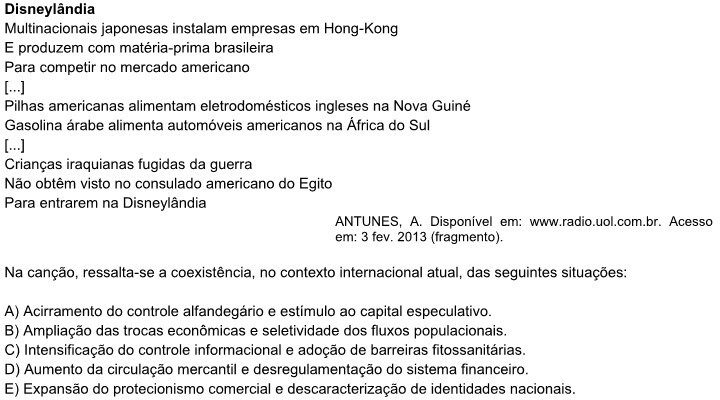 Disneylândia
Multinacionais japonesas instalam empresas em Hong-Kong
E produzem com matéria-prima brasileira
Para competir no mercado americano
[...]
Pilhas americanas alimentam eletrodomésticos ingleses na Nova Guiné
Gasolina árabe alimenta automóveis americanos na África do Sul
[...]
Crianças iraquianas fugidas da guerra
Não obtêm visto no consulado americano do Egito
Para entrarem na Disneylândia
ANTUNES, A. Disponível em: www.radio.uol.com.br. Acesso
em: 3 fev. 2013 (fragmento).
Na canção, ressalta-se a coexistência, no contexto internacional atual, das seguintes situações:
A) Acirramento do controle alfandegário e estímulo ao capital especulativo.
B) Ampliação das trocas econômicas e seletividade dos fluxos populacionais.
C) Intensificação do controle informacional e adoção de barreiras fitossanitárias.
D) Aumento da circulação mercantil e desregulamentação do sistema financeiro.
E) Expansão do protecionismo comercial e descaracterização de identidades nacionais.